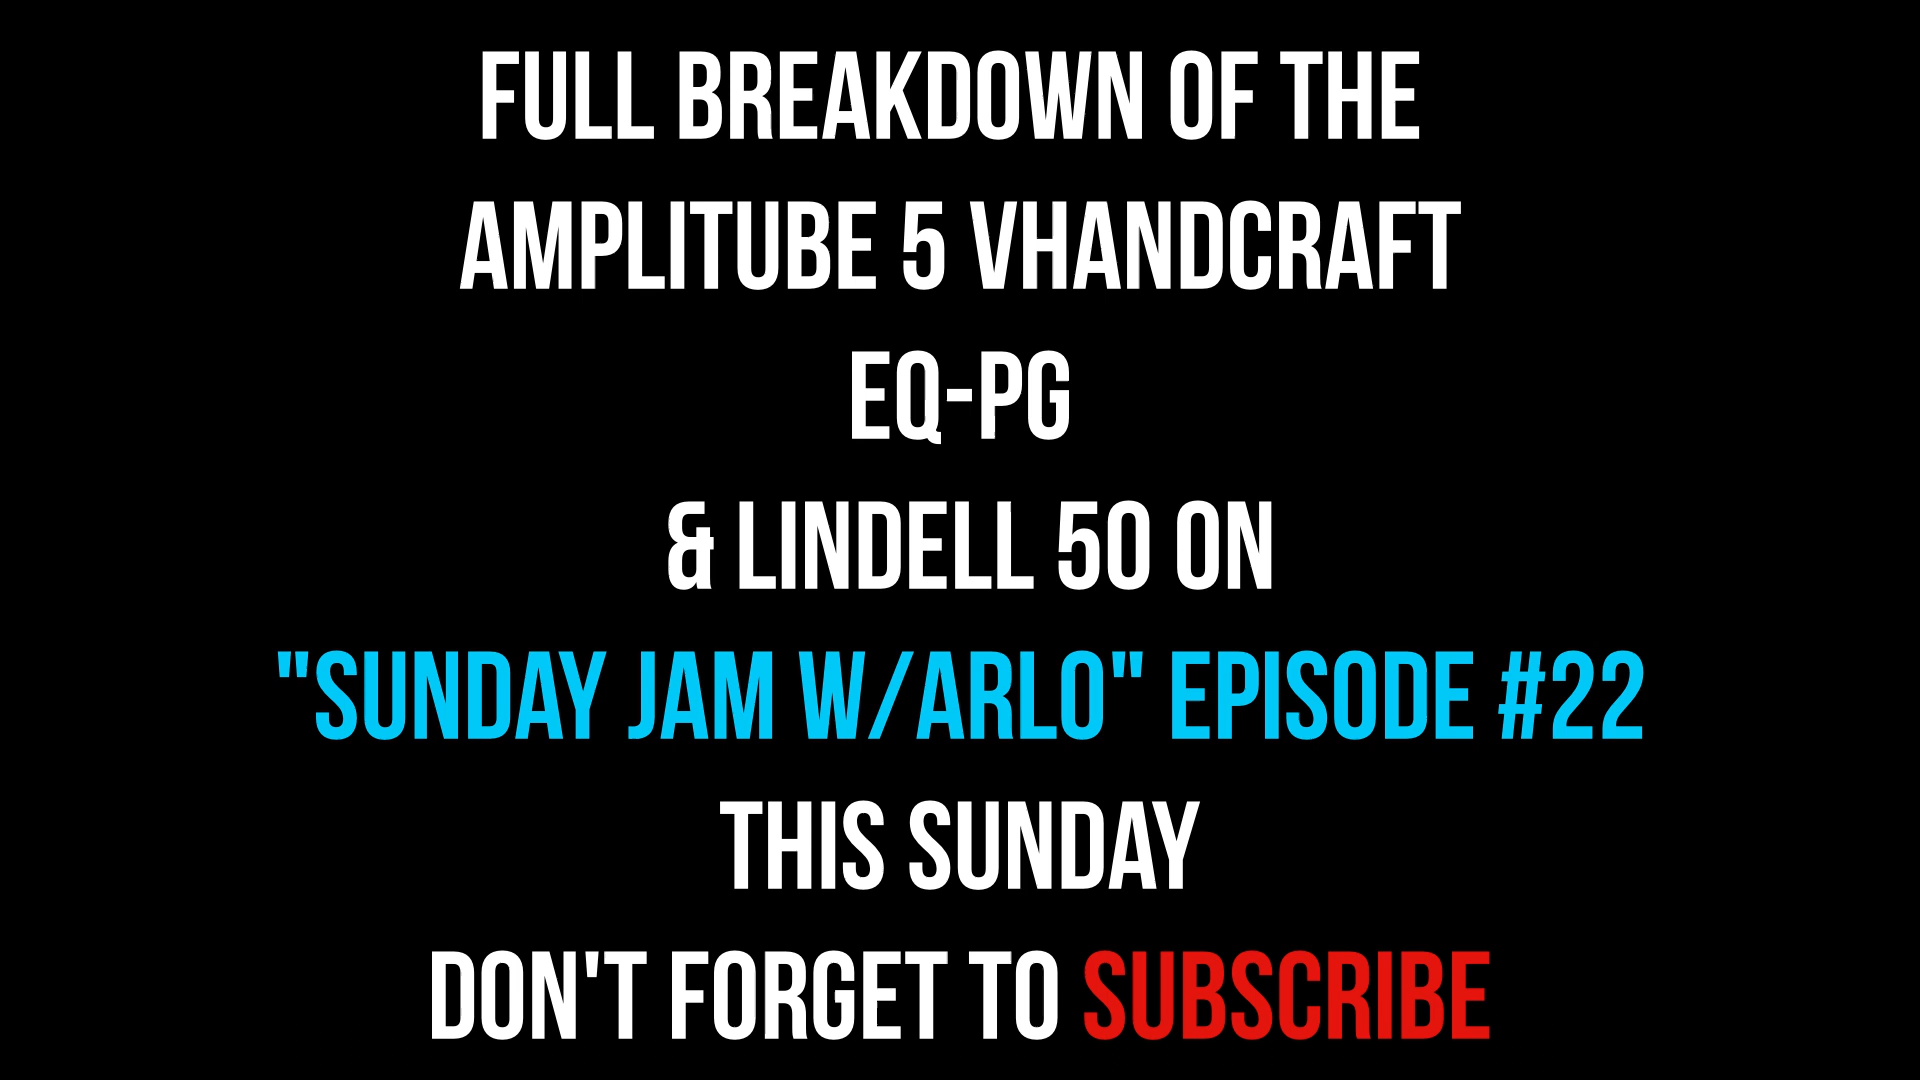 FULL BREAKDOWN OF THE
AMPLITUBE 5 VHANDCRAFT
EQ-PG
& LINDELL 50 ON
"SUNDAY JAM W/ARLO" EPISODE #22
THIS SUNDAY
DON'T FORGET TO SUBSCRIBE